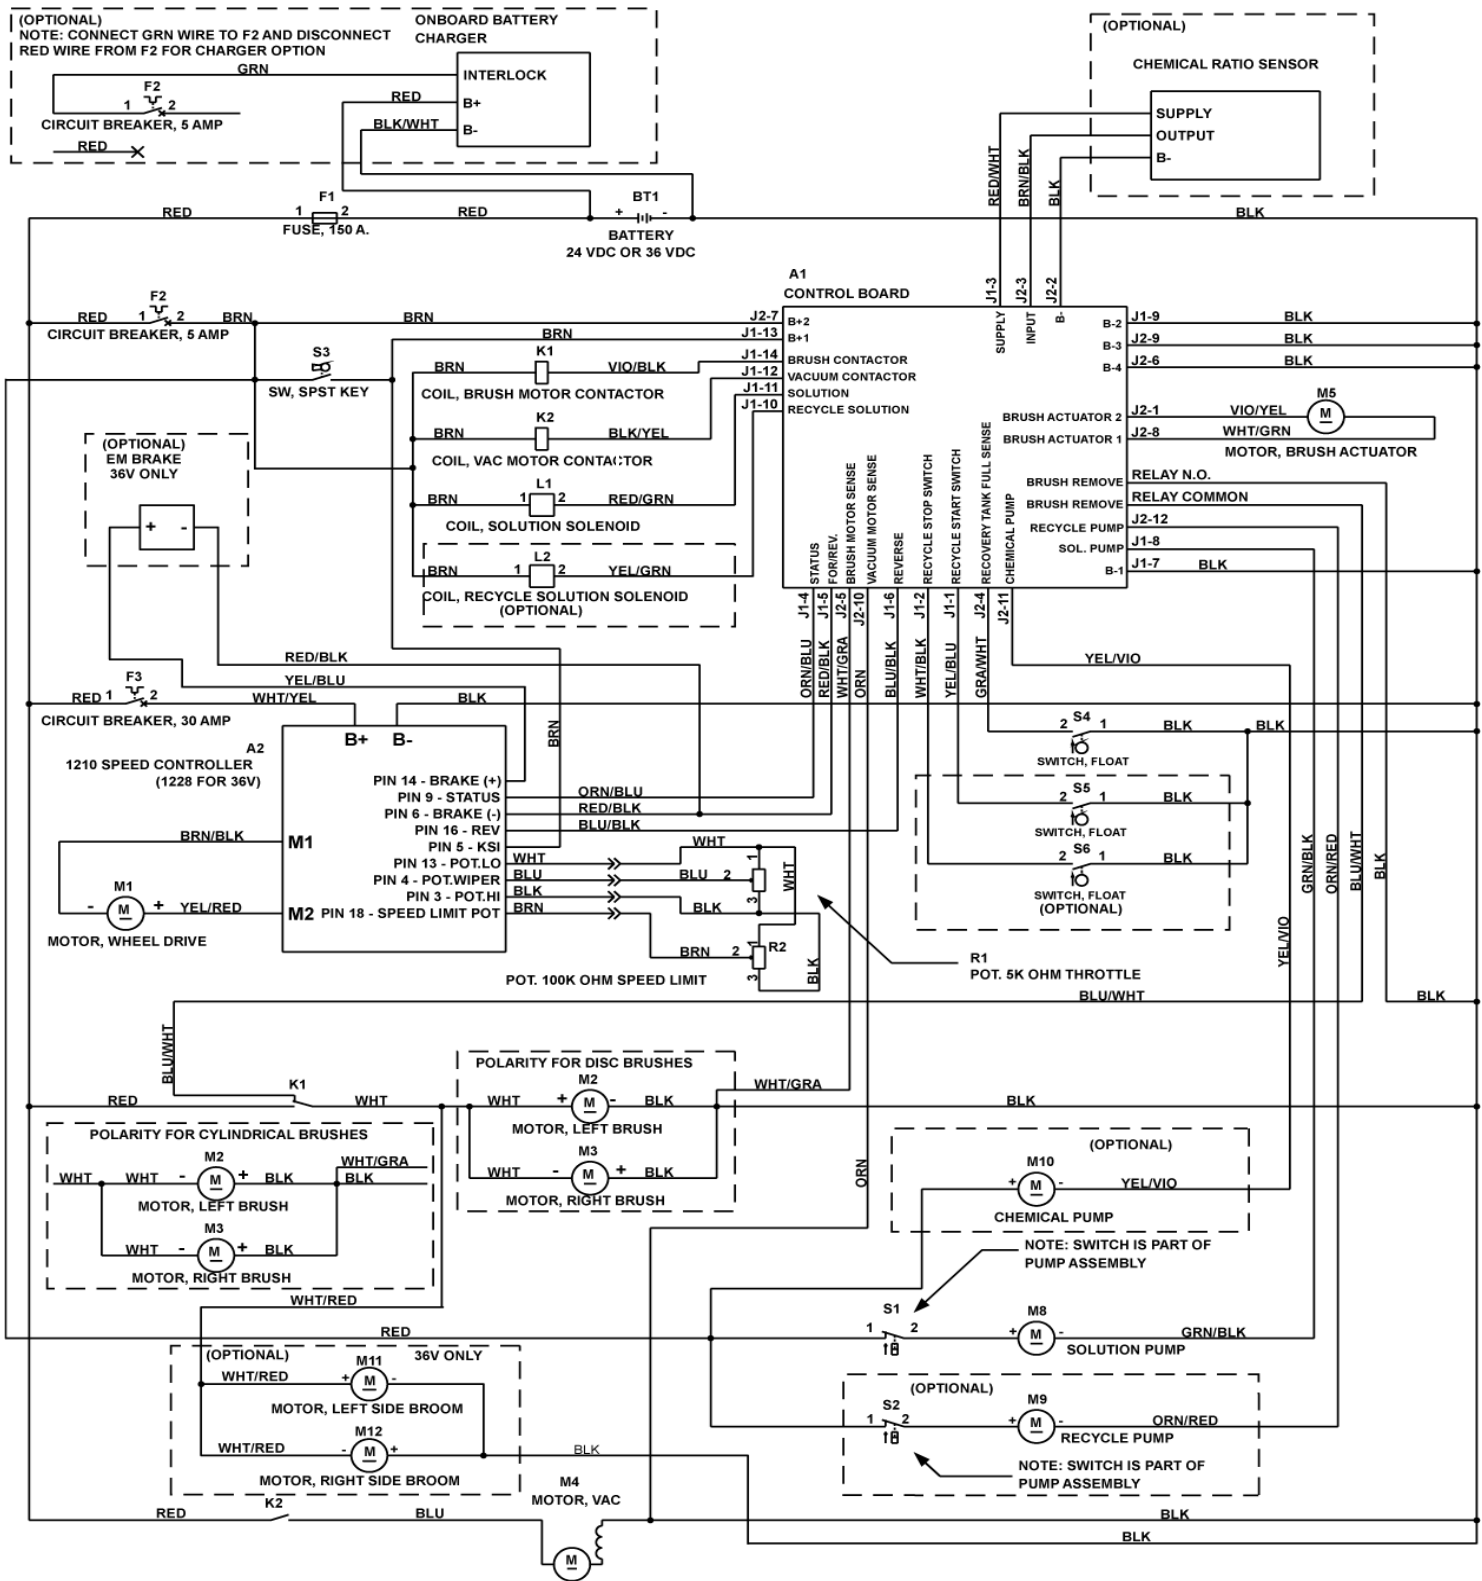 (OPTIONAL)
NOTE: CONNECT GRN WIRE TO F2 AND DISCONNECT
RED WIRE FROM F2 FOR CHARGER OPTION
ONBOARD BATTERY
CHARGER
GRN
INTERLOCK
F2
1 2
CIRCUIT BREAKER, 5 AMP
RED
RED
B+
BLK/WHT
B-
(OPTIONAL)
CHEMICAL RATIO SENSOR
SUPPLY
OUTPUT
B-
RED/WHT
BRN/BLK
BLK
RED
F1
1 2
FUSE, 150 A.
RED
BT1
+ -
BATTERY
24 VDC OR 36 VDC
BLK
A1
CONTROL BOARD
J1-3
J2-3
J2-2
SUPPLY
INPUT
B-
F2
RED 1 2 BRN
CIRCUIT BREAKER, 5 AMP
BRN
BRN
J2-7 B+2
J1-13 B+1
J1-14 BRUSH CONTACTOR
J1-12 VACUUM CONTACTOR
J1-11 SOLUTION
J1-10 RECYCLE SOLUTION
S3
SW, SPST KEY
K1
BRN VIO/BLK
COIL, BRUSH MOTOR CONTACTOR
K2
BRN BLK/YEL
COIL, VAC MOTOR CONTACTOR
L1
BRN 1 2 RED/GRN
COIL, SOLUTION SOLENOID
L2
BRN 1 2 YEL/GRN
COIL, RECYCLE SOLUTION SOLENOID
(OPTIONAL)
B-2 J1-9 BLK
B-3 J2-9 BLK
B-4 J2-6 BLK
M5
M
BRUSH ACTUATOR 2 J2-1 VIO/YEL
BRUSH ACTUATOR 1 J2-8 WHT/GRN
MOTOR, BRUSH ACTUATOR
BRUSH REMOVE RELAY N.O.
BRUSH REMOVE RELAY COMMON
RECYCLE PUMP J2-12
SOL. PUMP J1-8
B-1 J1-7 BLK
STATUS
FOR/REV.
BRUSH MOTOR SENSE
VACUUM MOTOR SENSE
REVERSE
RECYCLE STOP SWITCH
RECYCLE START SWITCH
RECOVERY TANK FULL SENSE
CHEMICAL PUMP
J1-4
J1-5
J2-5
J2-10
J1-6
J1-2
J1-1
J2-4
J2-11
ORN/BLU
RED/BLK
WHT/GRA
ORN
BLU/BLK
WHT/BLK
YEL/BLU
GRA/WHT
YEL/VIO
(OPTIONAL)
EM BRAKE
36V ONLY
+ -
RED/BLK
YEL/BLU
F3
RED 1 2 WHT/YEL
CIRCUIT BREAKER, 30 AMP
BLK
BRN
B+ B-
A2
1210 SPEED CONTROLLER
(1228 FOR 36V)
PIN 14 - BRAKE (+)
PIN 9 - STATUS ORN/BLU
PIN 6 - BRAKE (-) RED/BLK
PIN 16 - REV BLU/BLK
PIN 5 - KSI
PIN 13 - POT.LO WHT
PIN 4 - POT.WIPER BLU
PIN 3 - POT.HI BLK
PIN 18 - SPEED LIMIT POT BRN
M1
M2
BRN/BLK
M1
- M + YEL/RED
MOTOR, WHEEL DRIVE
WHT
BLU 2
1
3
WHT
BLK
BRN 2
1
3
R2
BLK
POT. 100K OHM SPEED LIMIT
R1
POT. 5K OHM THROTTLE
S4
2 1 BLK BLK
SWITCH, FLOAT
S5
2 1 BLK
SWITCH, FLOAT
S6
2 1 BLK
SWITCH, FLOAT
(OPTIONAL)
YEL/VIO
GRN/BLK
ORN/RED
BLU/WHT
BLK
BLU/WHT
BLK
BLU/WHT
K1
RED WHT
POLARITY FOR DISC BRUSHES
M2
WHT + M - BLK
MOTOR, LEFT BRUSH
M3
WHT - M + BLK
MOTOR, RIGHT BRUSH
WHT/GRA
BLK
ORN
POLARITY FOR CYLINDRICAL BRUSHES
M2
WHT WHT - M + BLK
WHT/GRA
BLK
MOTOR, LEFT BRUSH
M3
WHT - M + BLK
MOTOR, RIGHT BRUSH
(OPTIONAL)
M10
+ M - YEL/VIO
CHEMICAL PUMP
NOTE: SWITCH IS PART OF
PUMP ASSEMBLY
WHT/RED
RED
S1
1 2
M8
+ M - GRN/BLK
SOLUTION PUMP
(OPTIONAL) 36V ONLY
M11
WHT/RED + M -
MOTOR, LEFT SIDE BROOM
M12
WHT/RED - M + BLK
MOTOR, RIGHT SIDE BROOM
(OPTIONAL)
S2
1 2
M9
+ M - ORN/RED
RECYCLE PUMP
NOTE: SWITCH IS PART OF
PUMP ASSEMBLY
K2
RED BLU
M4
MOTOR, VAC
M
BLK
BLK